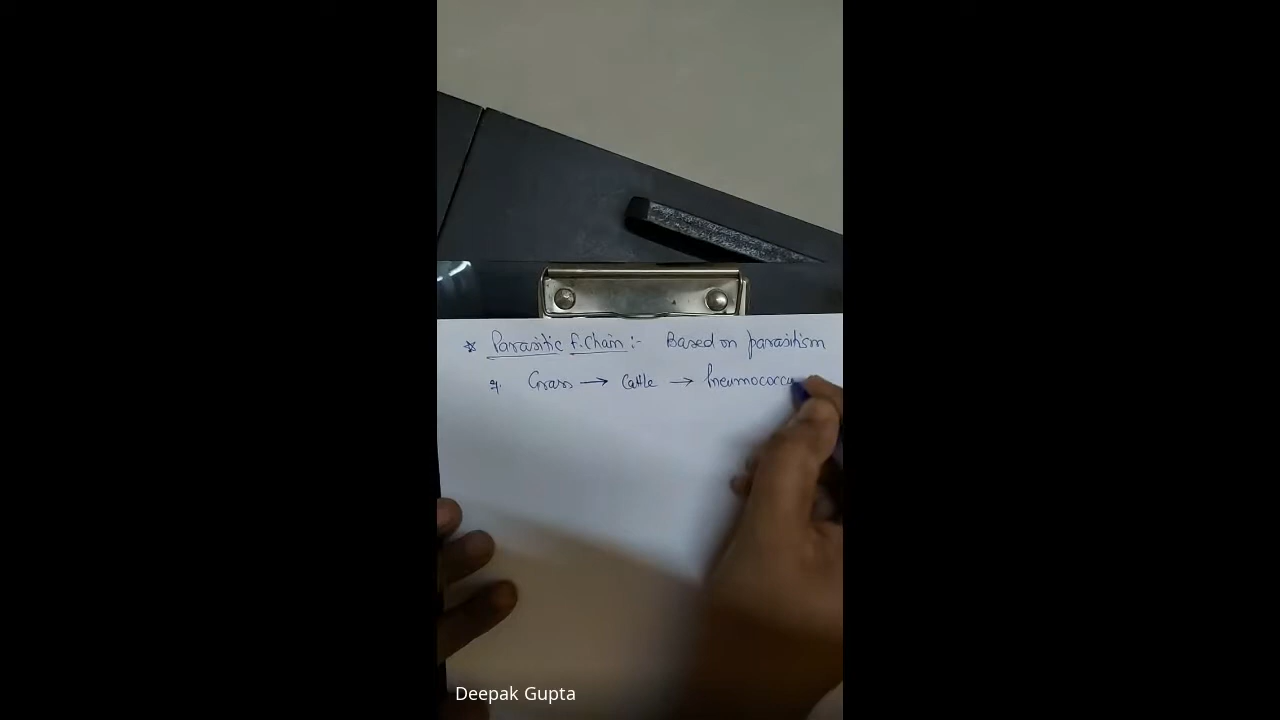 * Parasitic F. Chain :- Based on parasitism
eg. Grass → Cattle → Pneumococcu
Deepak Gupta